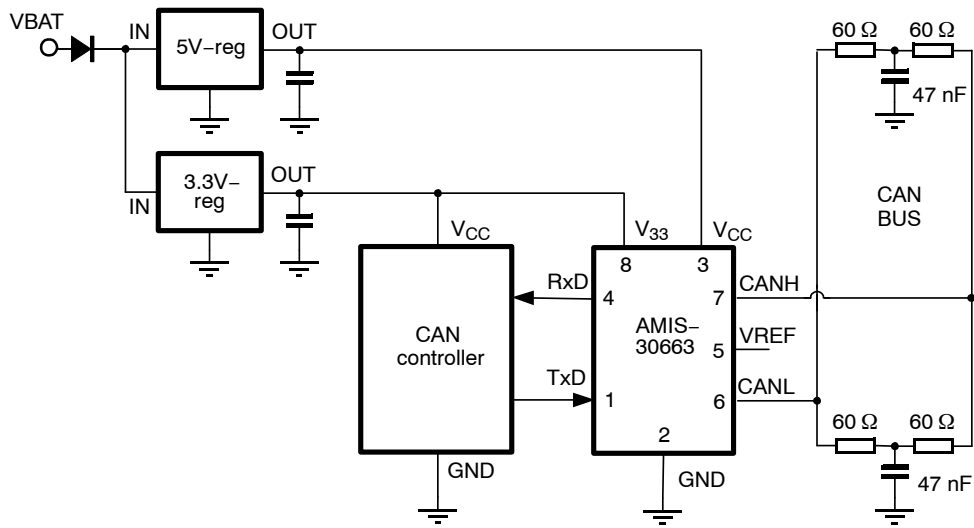 VBAT
IN
5V–reg
OUT
60 Ω
60 Ω
47 nF
IN
3.3V–
reg
OUT
CAN
BUS
VCC
V33
VCC
8
3
CAN
controller
RxD
4
AMIS–
30663
7
CANH
5
VREF
TxD
1
6
CANL
2
GND
GND
60 Ω
60 Ω
47 nF